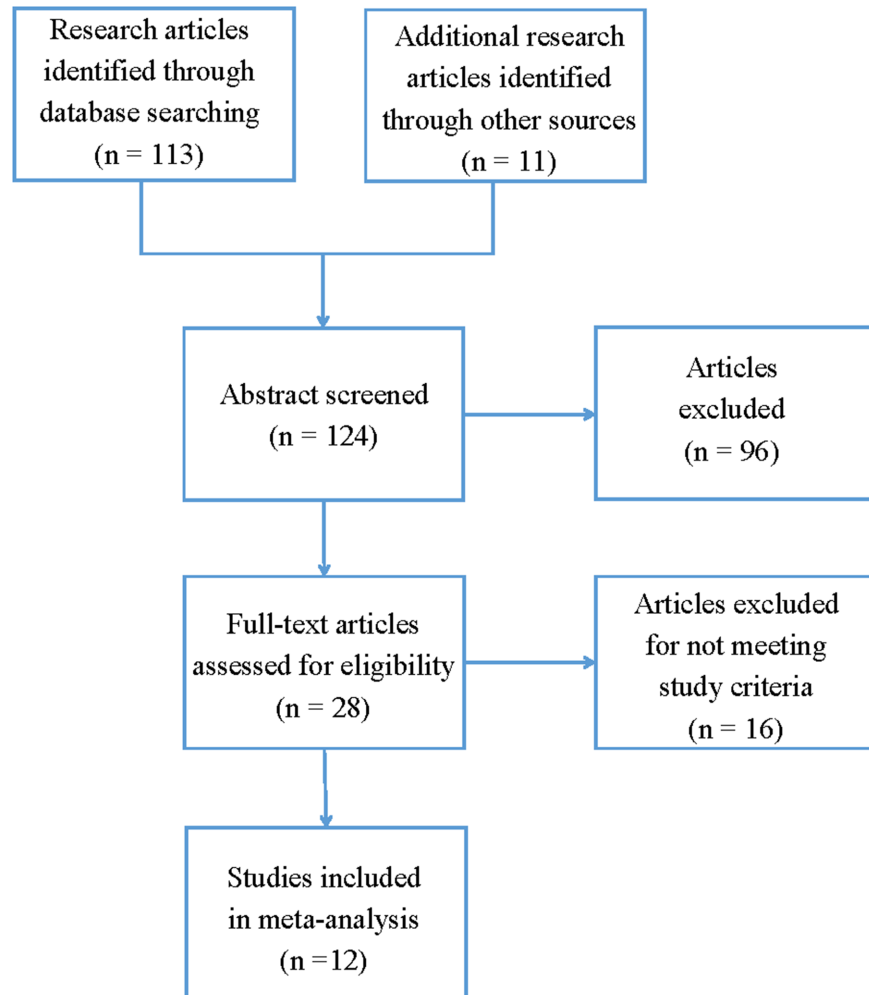 Research articles
identified through
database searching
(n = 113)
Additional research
articles identified
through other sources
(n = 11)
Abstract screened
(n = 124)
Articles
excluded
(n = 96)
Full-text articles
assessed for eligibility
(n = 28)
Articles excluded
for not meeting
study criteria
(n = 16)
Studies included
in meta-analysis
(n =12)